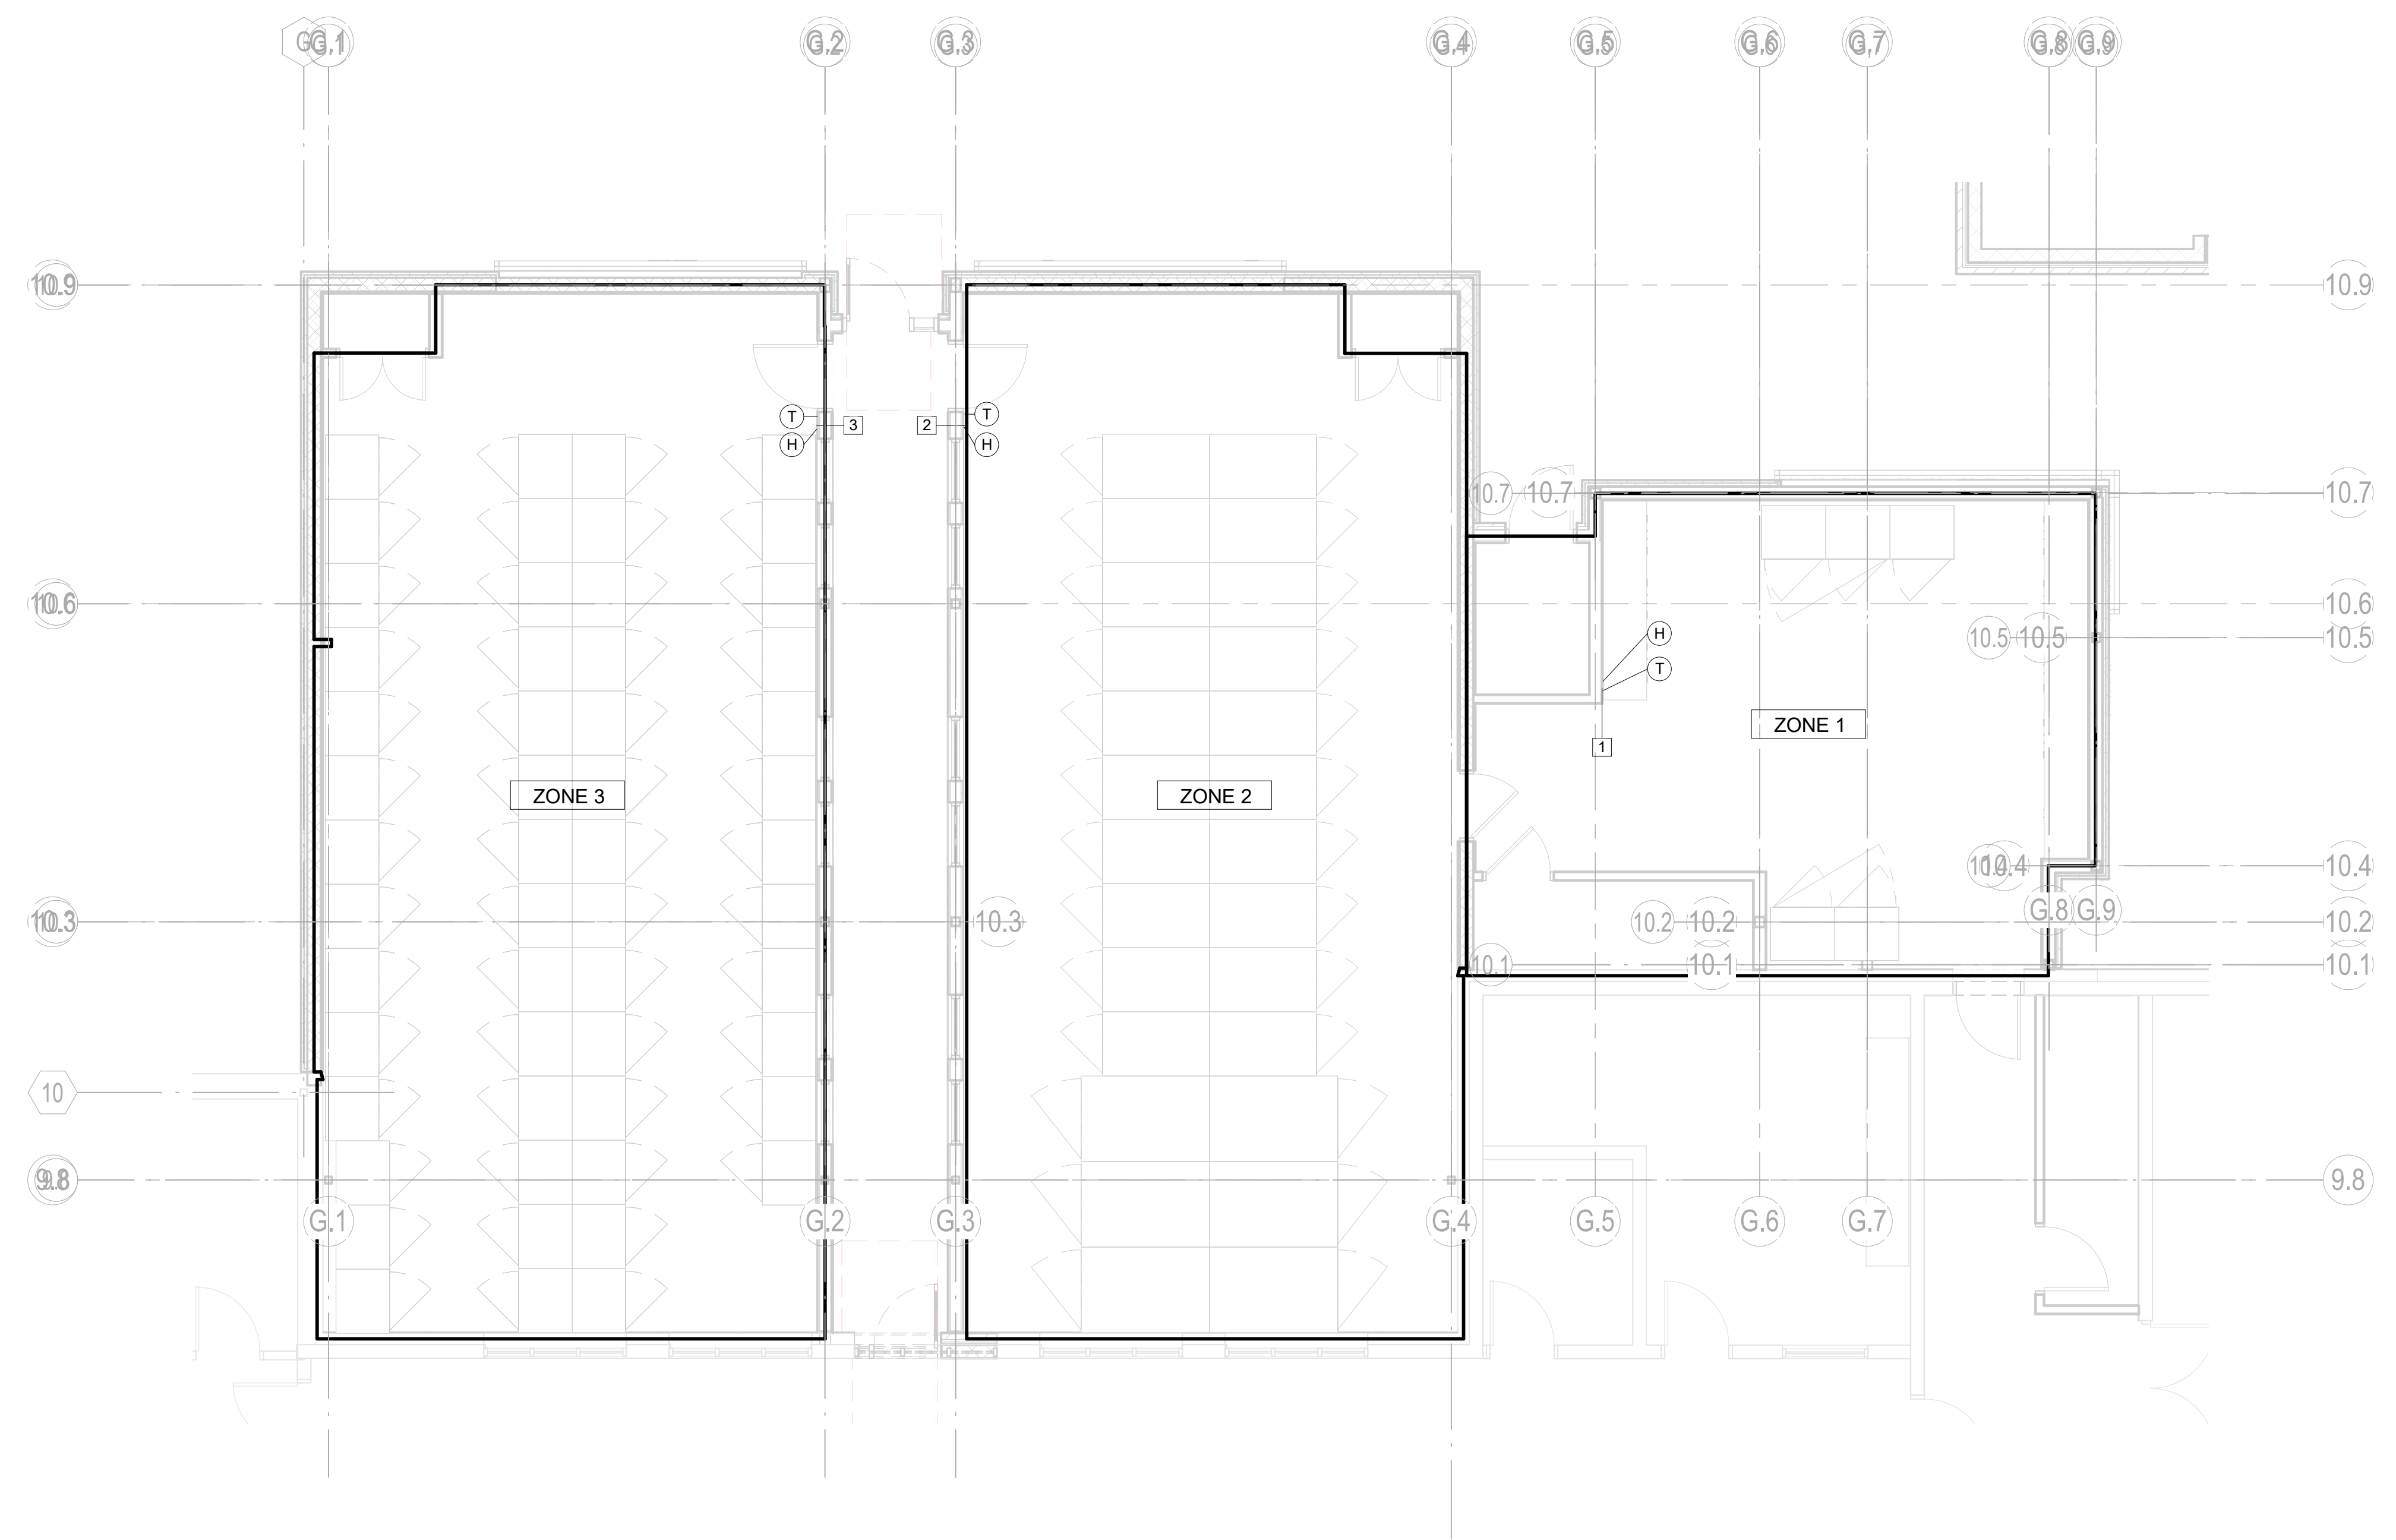 G.1 G.2 G.3 G.4 G.5 G.6 G.7 G.8 G.9
10.9 10.9
T 3 2 T
H H
10.7 10.7 10.7
10.6 10.6
H 10.5 10.5 10.5
T
ZONE 1
1
ZONE 3 ZONE 2
10.4 10.4
G.8 G.9
10.3 10.3 10.2 10.2 10.2
10.1 10.1 10.1
10
9.8 9.8
G.1 G.2 G.3 G.4 G.5 G.6 G.7